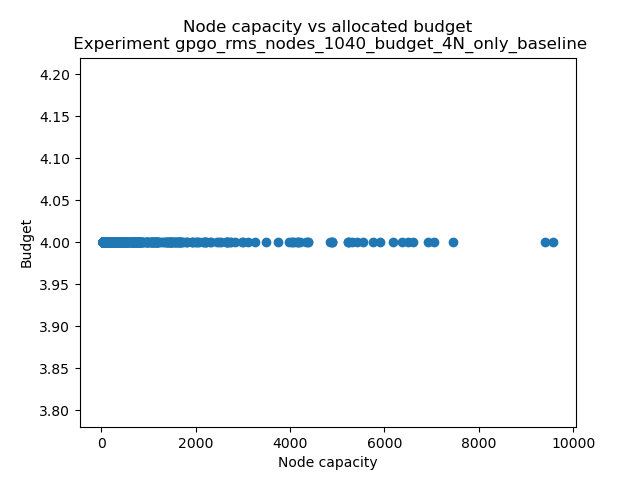 Node capacity vs allocated budget
Experiment gpgo_rms_nodes_1040_budget_4N_only_baseline
4.20
4.15
4.10
4.05
4.00
3.95
3.90
3.85
3.80
Budget
0 2000 4000 6000 8000 10000
Node capacity